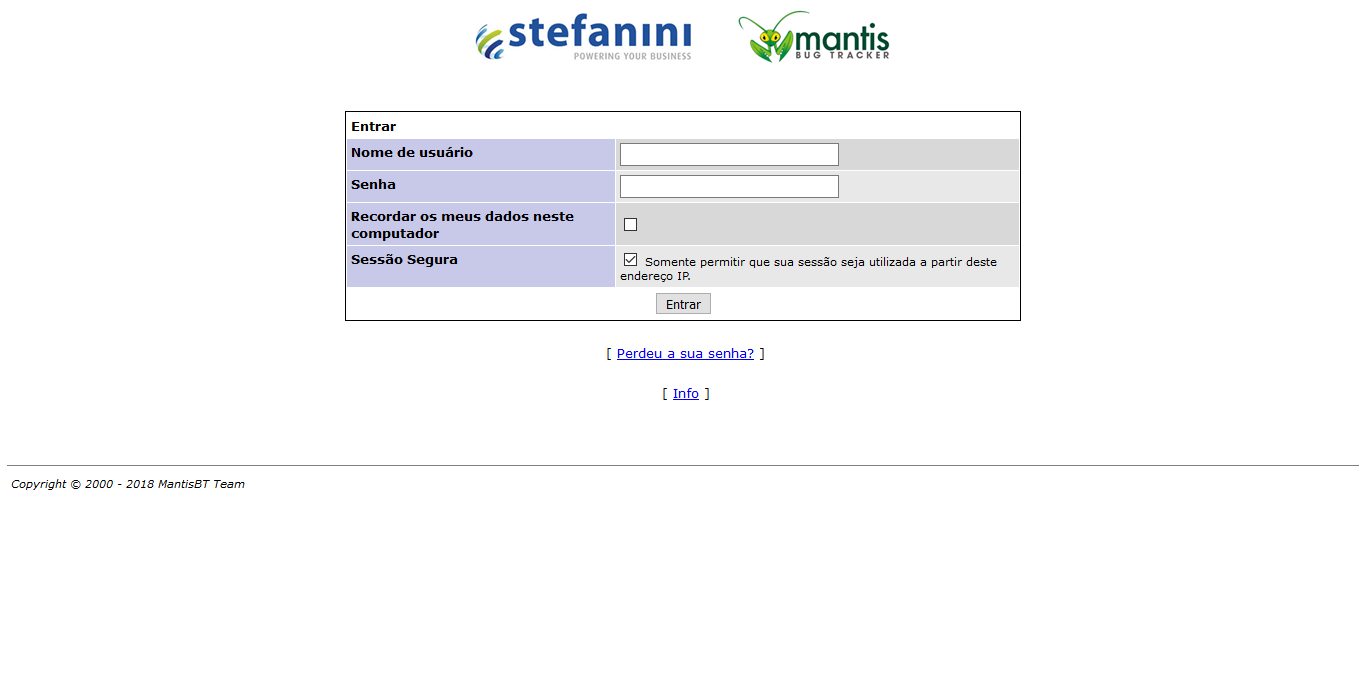 stefanini
POWERING YOUR BUSINESS
mantis
BUG TRACKER
Entrar
Nome de usuário
Senha
Recordar os meus dados neste
computador
Sessão Segura
Somente permitir que sua sessão seja utilizada a partir deste
endereço IP.
Entrar
[ Perdeu a sua senha? ]
[ Info ]
Copyright © 2000 - 2018 MantisBT Team